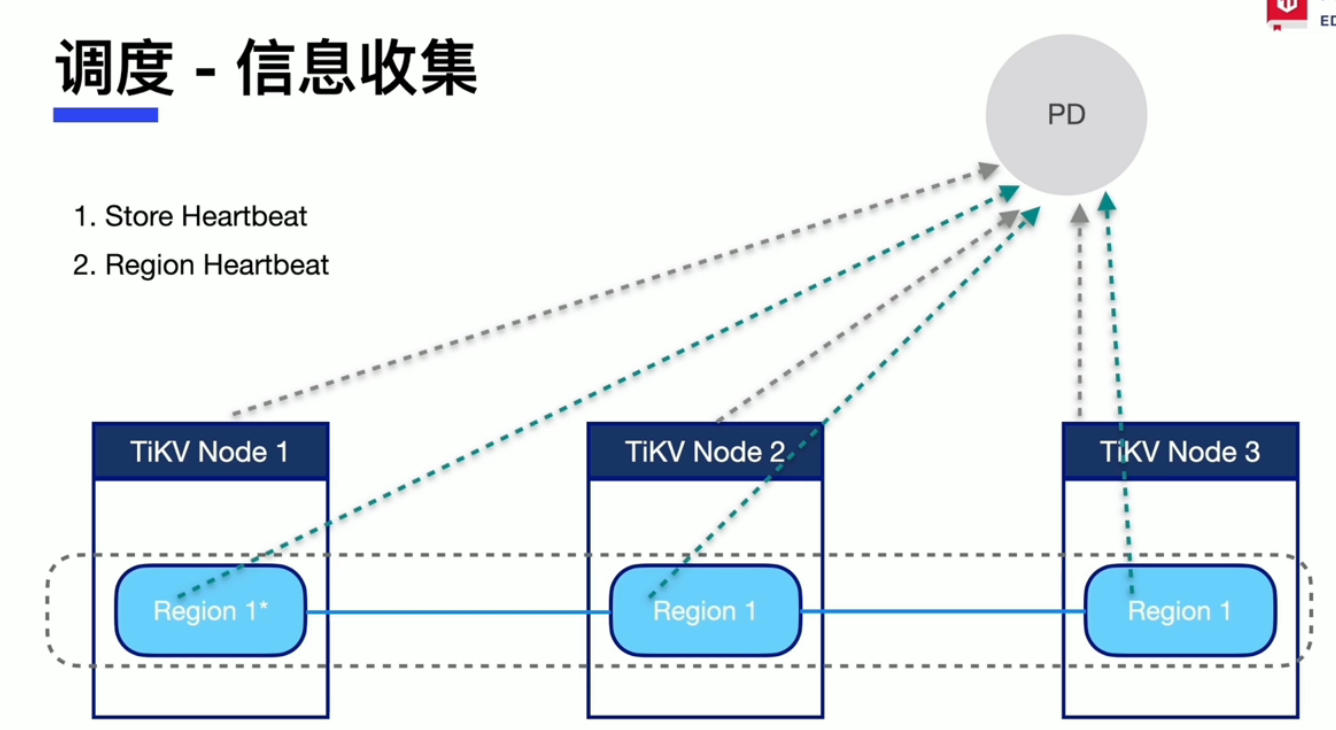 调度 - 信息收集
PD
1. Store Heartbeat
2. Region Heartbeat
TiKV Node 1
TiKV Node 2
TiKV Node 3
Region 1*
Region 1
Region 1